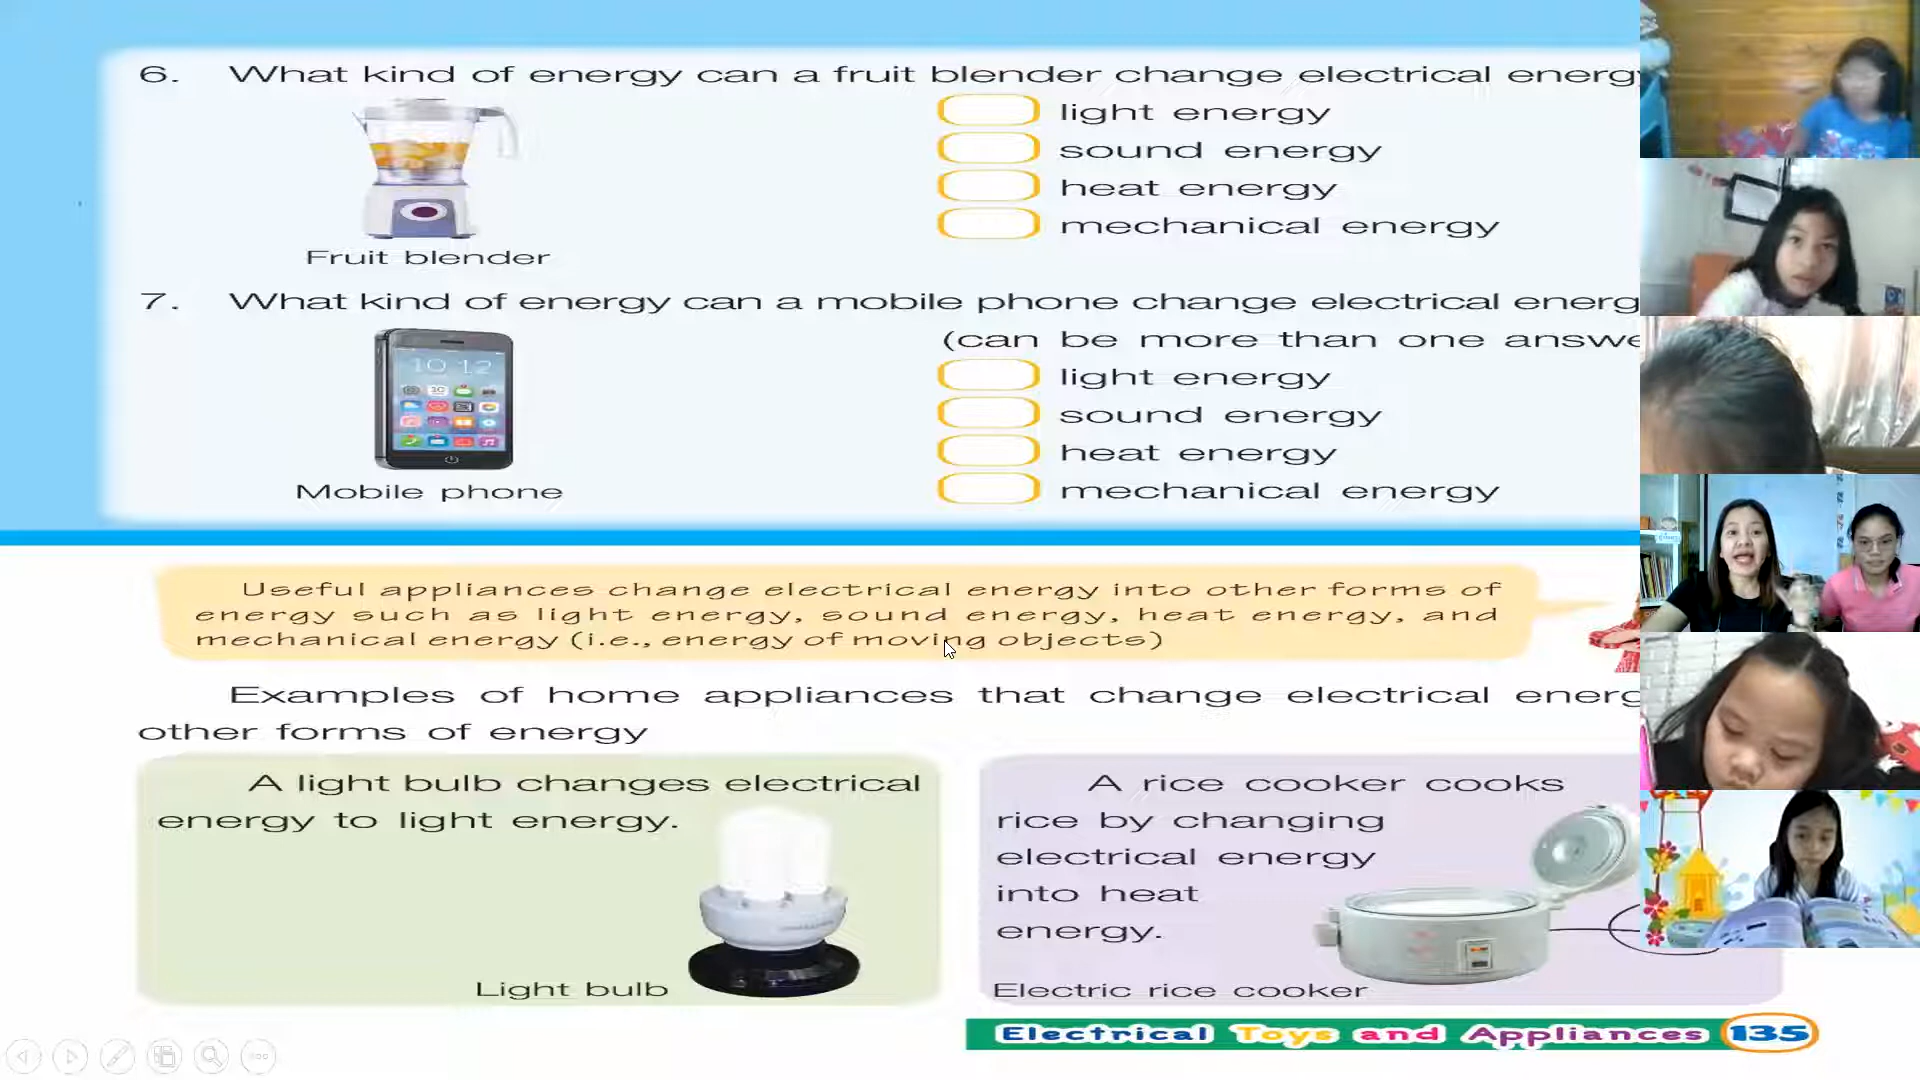 6. What kind of energy can a fruit blender change electrical energy
light energy
sound energy
heat energy
mechanical energy
Fruit blender
7. What kind of energy can a mobile phone change electrical energ
(can be more than one answe
10 12
light energy
sound energy
heat energy
mechanical energy
Mobile phone
Useful appliances change electrical energy into other forms of
energy such as light energy, sound energy, heat energy, and
mechanical energy (i.e., energy of moving objects)
Examples of home appliances that change electrical energ
other forms of energy
A light bulb changes electrical
energy to light energy.
Light bulb
A rice cooker cooks
rice by changing
electrical energy
into heat
energy.
Electric rice cooker
Electrical Toys and Appliances 135